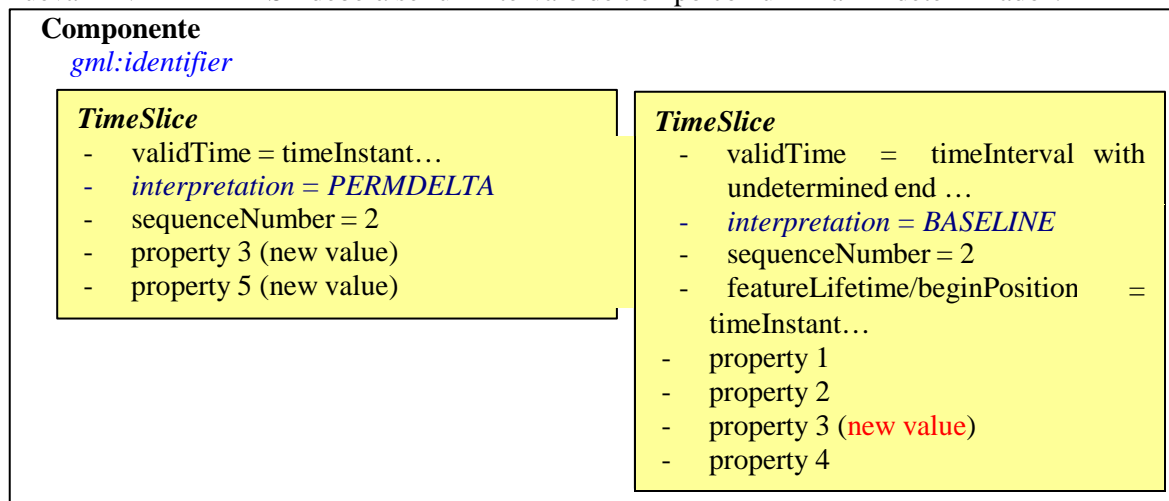 Componente
gml:identifier
TimeSlice
- validTime = timeInstant…
- interpretation = PERMDELTA
- sequenceNumber = 2
- property 3 (new value)
- property 5 (new value)
TimeSlice
- validTime = timeInterval with
undetermined end …
- interpretation = BASELINE
- sequenceNumber = 2
- featureLifetime/beginPosition =
timeInstant…
- property 1
- property 2
- property 3 (new value)
- property 4